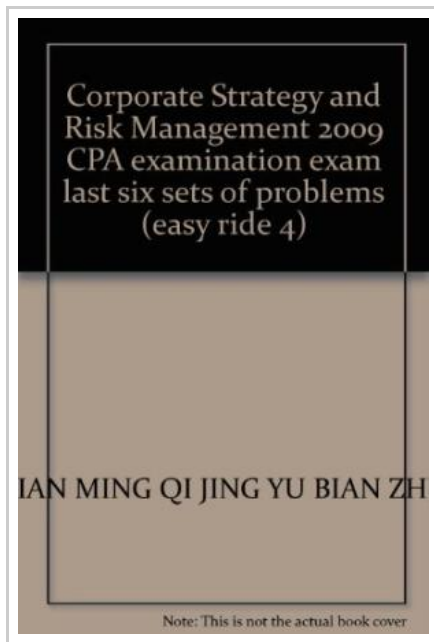 Corporate Strategy and
Risk Management 2009
CPA examination exam
last six sets of problems
(easy ride 4)
IAN MING QI JING YU BIAN ZH
Note: This is not the actual book cover